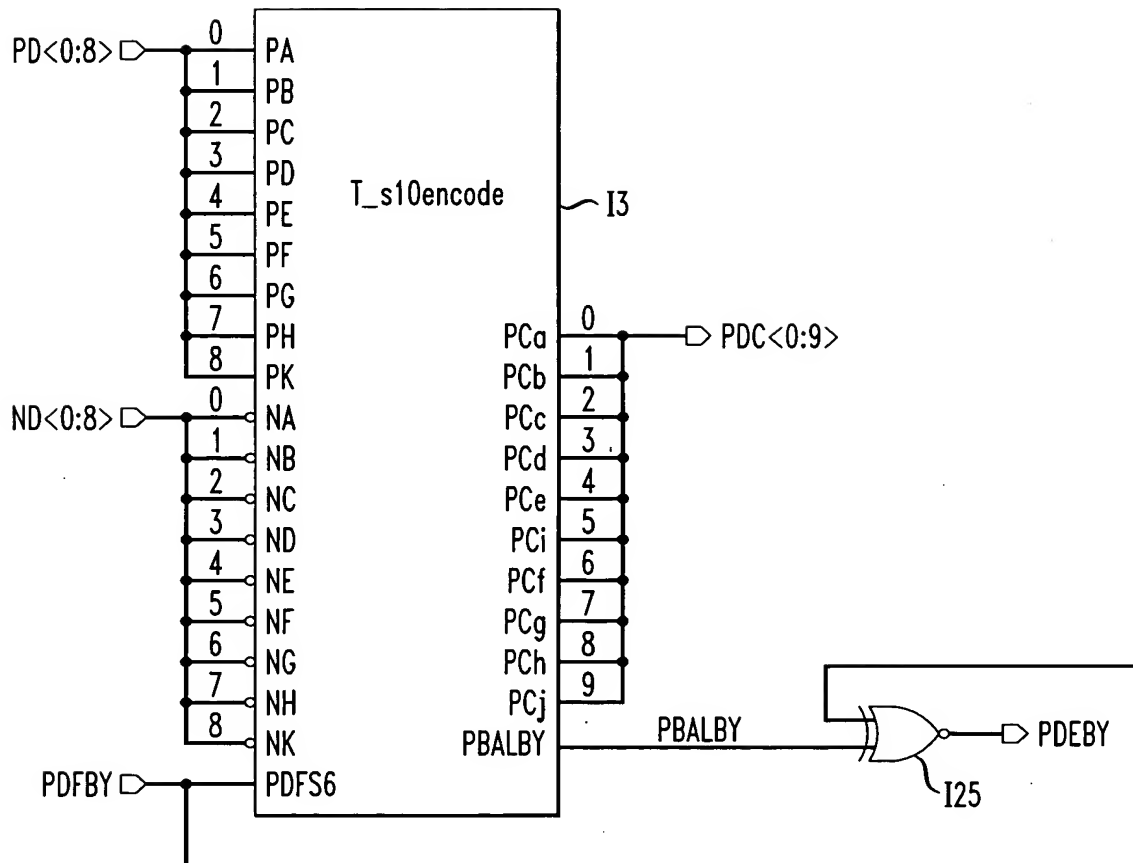 PD<0:8>
0 PA
1 PB
2 PC
3 PD
4 PE
5 PF
6 PG
7 PH
8 PK
ND<0:8>
0 NA
1 NB
2 NC
3 ND
4 NE
5 NF
6 NG
7 NH
8 NK
PDFBY
PDFS6
T_s10encode
I3
PCa 0
PCb 1
PCc 2
PCd 3
PCe 4
PCi 5
PCf 6
PCg 7
PCh 8
PCj 9
PDC<0:9>
PBALBY
PBALBY
I25
PDEBY